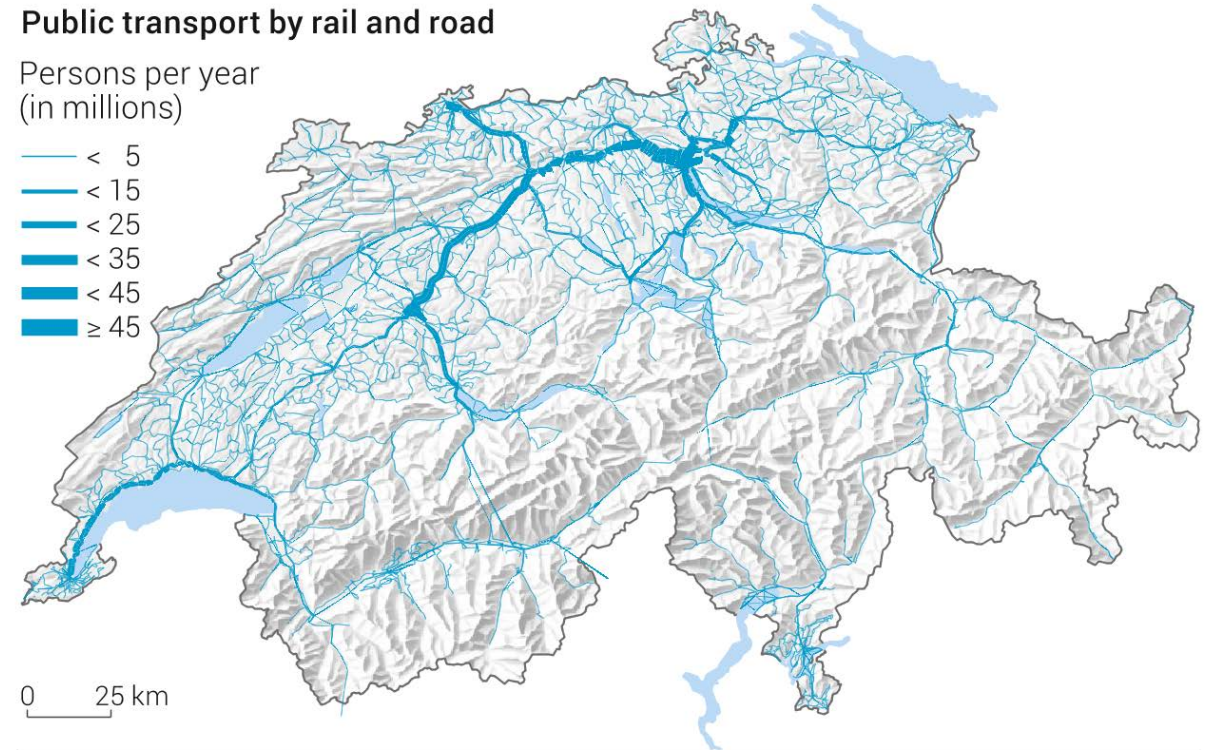 Public transport by rail and road
Persons per year
(in millions)
< 5
< 15
< 25
< 35
< 45
≥ 45
0 25 km